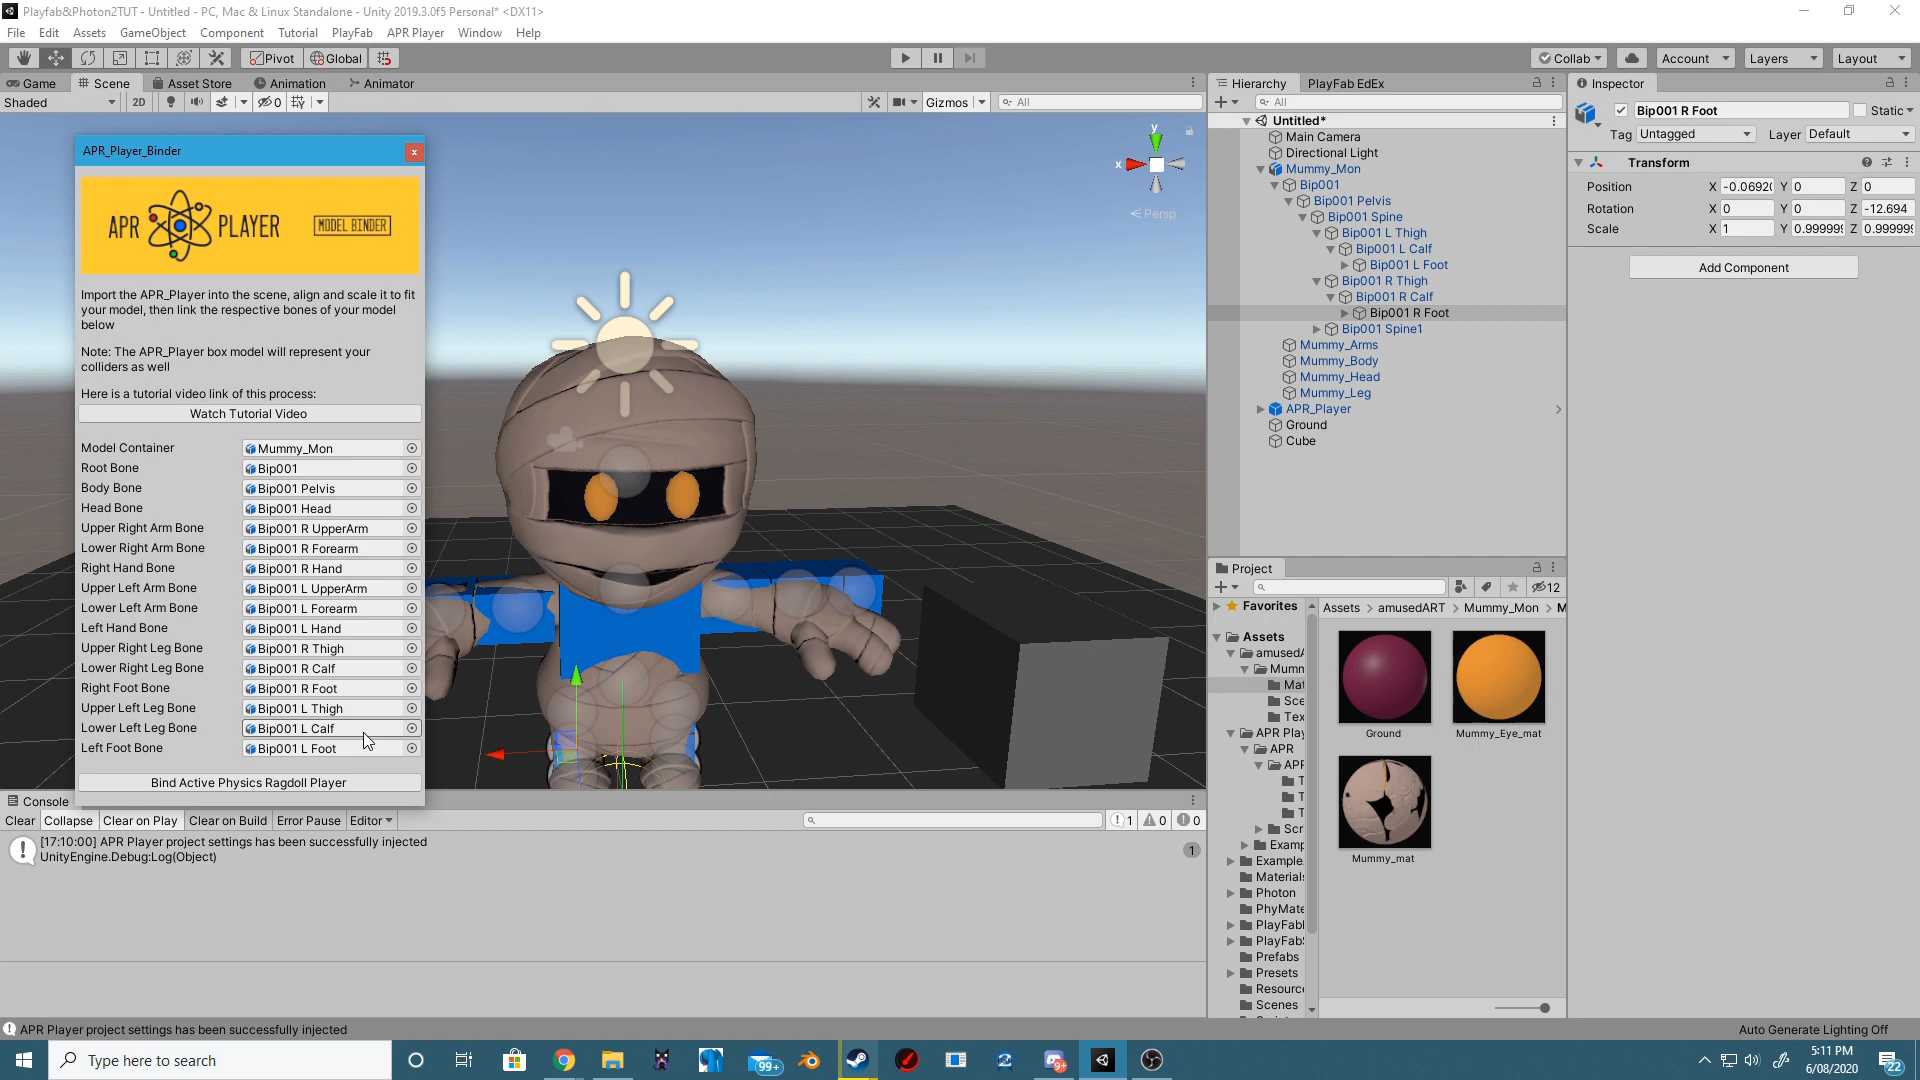 Playfab&Photon2TUT - Untitled - PC, Mac & Linux Standalone - Unity 2019.3.0f5 Personal* <DX11>
File Edit Assets GameObject Component Tutorial PlayFab APR Player Window Help
Pivot Global Collab Account Layers Layout
Game Scene Asset Store Animation Animator
Shaded 2D 0 Gizmos All
APR_Player_Binder
APR PLAYER MODEL BINDER
Import the APR_Player into the scene, align and scale it to fit
your model, then link the respective bones of your model
below
Note: The APR_Player box model will represent your
colliders as well
Here is a tutorial video link of this process:
Watch Tutorial Video
Model Container Mummy_Mon
Root Bone Bip001
Body Bone Bip001 Pelvis
Head Bone Bip001 Head
Upper Right Arm Bone Bip001 R UpperArm
Lower Right Arm Bone Bip001 R Forearm
Right Hand Bone Bip001 R Hand
Upper Left Arm Bone Bip001 L UpperArm
Lower Left Arm Bone Bip001 L Forearm
Left Hand Bone Bip001 L Hand
Upper Right Leg Bone Bip001 R Thigh
Lower Right Leg Bone Bip001 R Calf
Right Foot Bone Bip001 R Foot
Upper Left Leg Bone Bip001 L Thigh
Lower Left Leg Bone Bip001 L Calf
Left Foot Bone Bip001 L Foot
Bind Active Physics Ragdoll Player
y
x
Persp
Console
Clear Collapse Clear on Play Clear on Build Error Pause Editor 1 0 0
[17:10:00] APR Player project settings has been successfully injected
UnityEngine.Debug:Log(Object)
1
Hierarchy PlayFab EdEx
All
Untitled*
Main Camera
Directional Light
Mummy_Mon
Bip001
Bip001 Pelvis
Bip001 Spine
Bip001 L Thigh
Bip001 L Calf
Bip001 L Foot
Bip001 R Thigh
Bip001 R Calf
Bip001 R Foot
Bip001 Spine1
Mummy_Arms
Mummy_Body
Mummy_Head
Mummy_Leg
APR_Player
Ground
Cube
Project
12
Favorites
Assets
amusedA
Mumm
Mat
Sce
Tex
APR Play
APR
APF
T
T
T
Scr
Examp
Example
Materials
Photon
PhyMate
PlayFabE
PlayFabS
Prefabs
Presets
Resource
Scenes
Assets > amusedART > Mummy_Mon > M
Ground Mummy_Eye_mat
Mummy_mat
Inspector
Bip001 R Foot Static
Tag Untagged Layer Default
Transform
Position X -0.0692 Y 0 Z 0
Rotation X 0 Y 0 Z -12.694
Scale X 1 Y 0.99999 Z 0.99999
Add Component
APR Player project settings has been successfully injected
Auto Generate Lighting Off
Type here to search
99+
9+
5:11 PM
6/08/2020
22